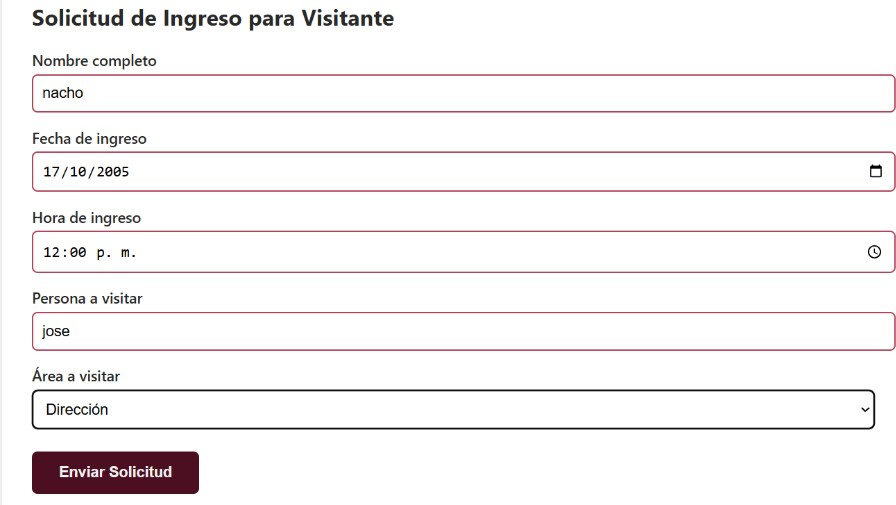 Solicitud de Ingreso para Visitante
Nombre completo
nacho
Fecha de ingreso
17/10/2005
Hora de ingreso
12:00 p. m.
Persona a visitar
jose
Área a visitar
Dirección
Enviar Solicitud